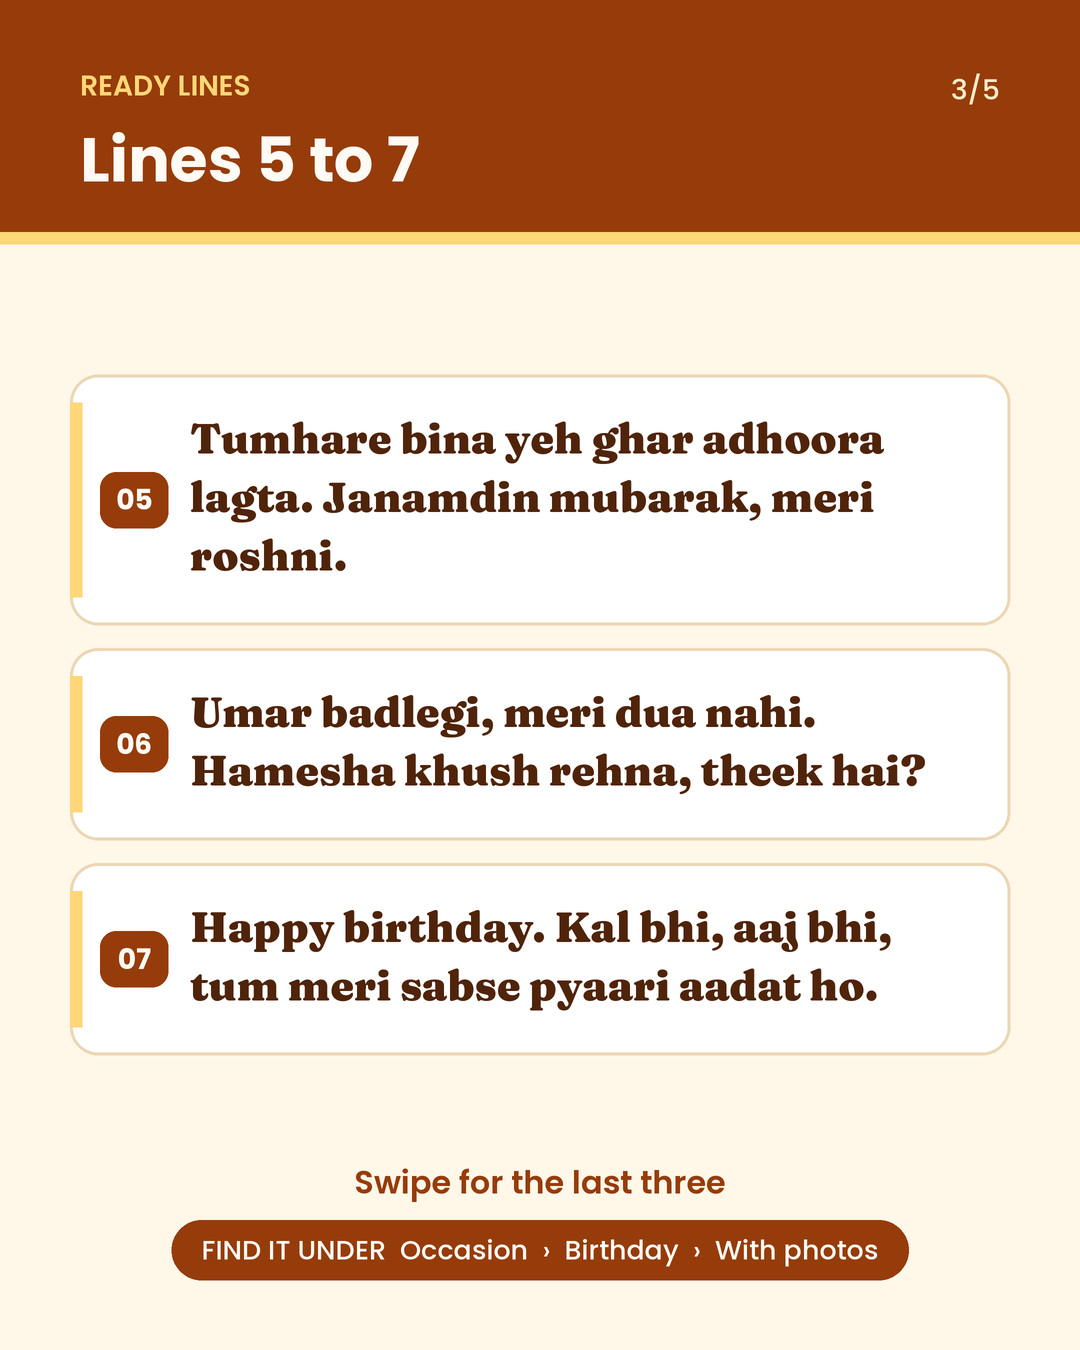 READY LINES
3/5
Lines 5 to 7
05
Tumhare bina yeh ghar adhoora
lagta. Janamdin mubarak, meri
roshni.
06
Umar badlegi, meri dua nahi.
Hamesha khush rehna, theek hai?
07
Happy birthday. Kal bhi, aaj bhi,
tum meri sabse pyaari aadat ho.
Swipe for the last three
FIND IT UNDER Occasion › Birthday › With photos